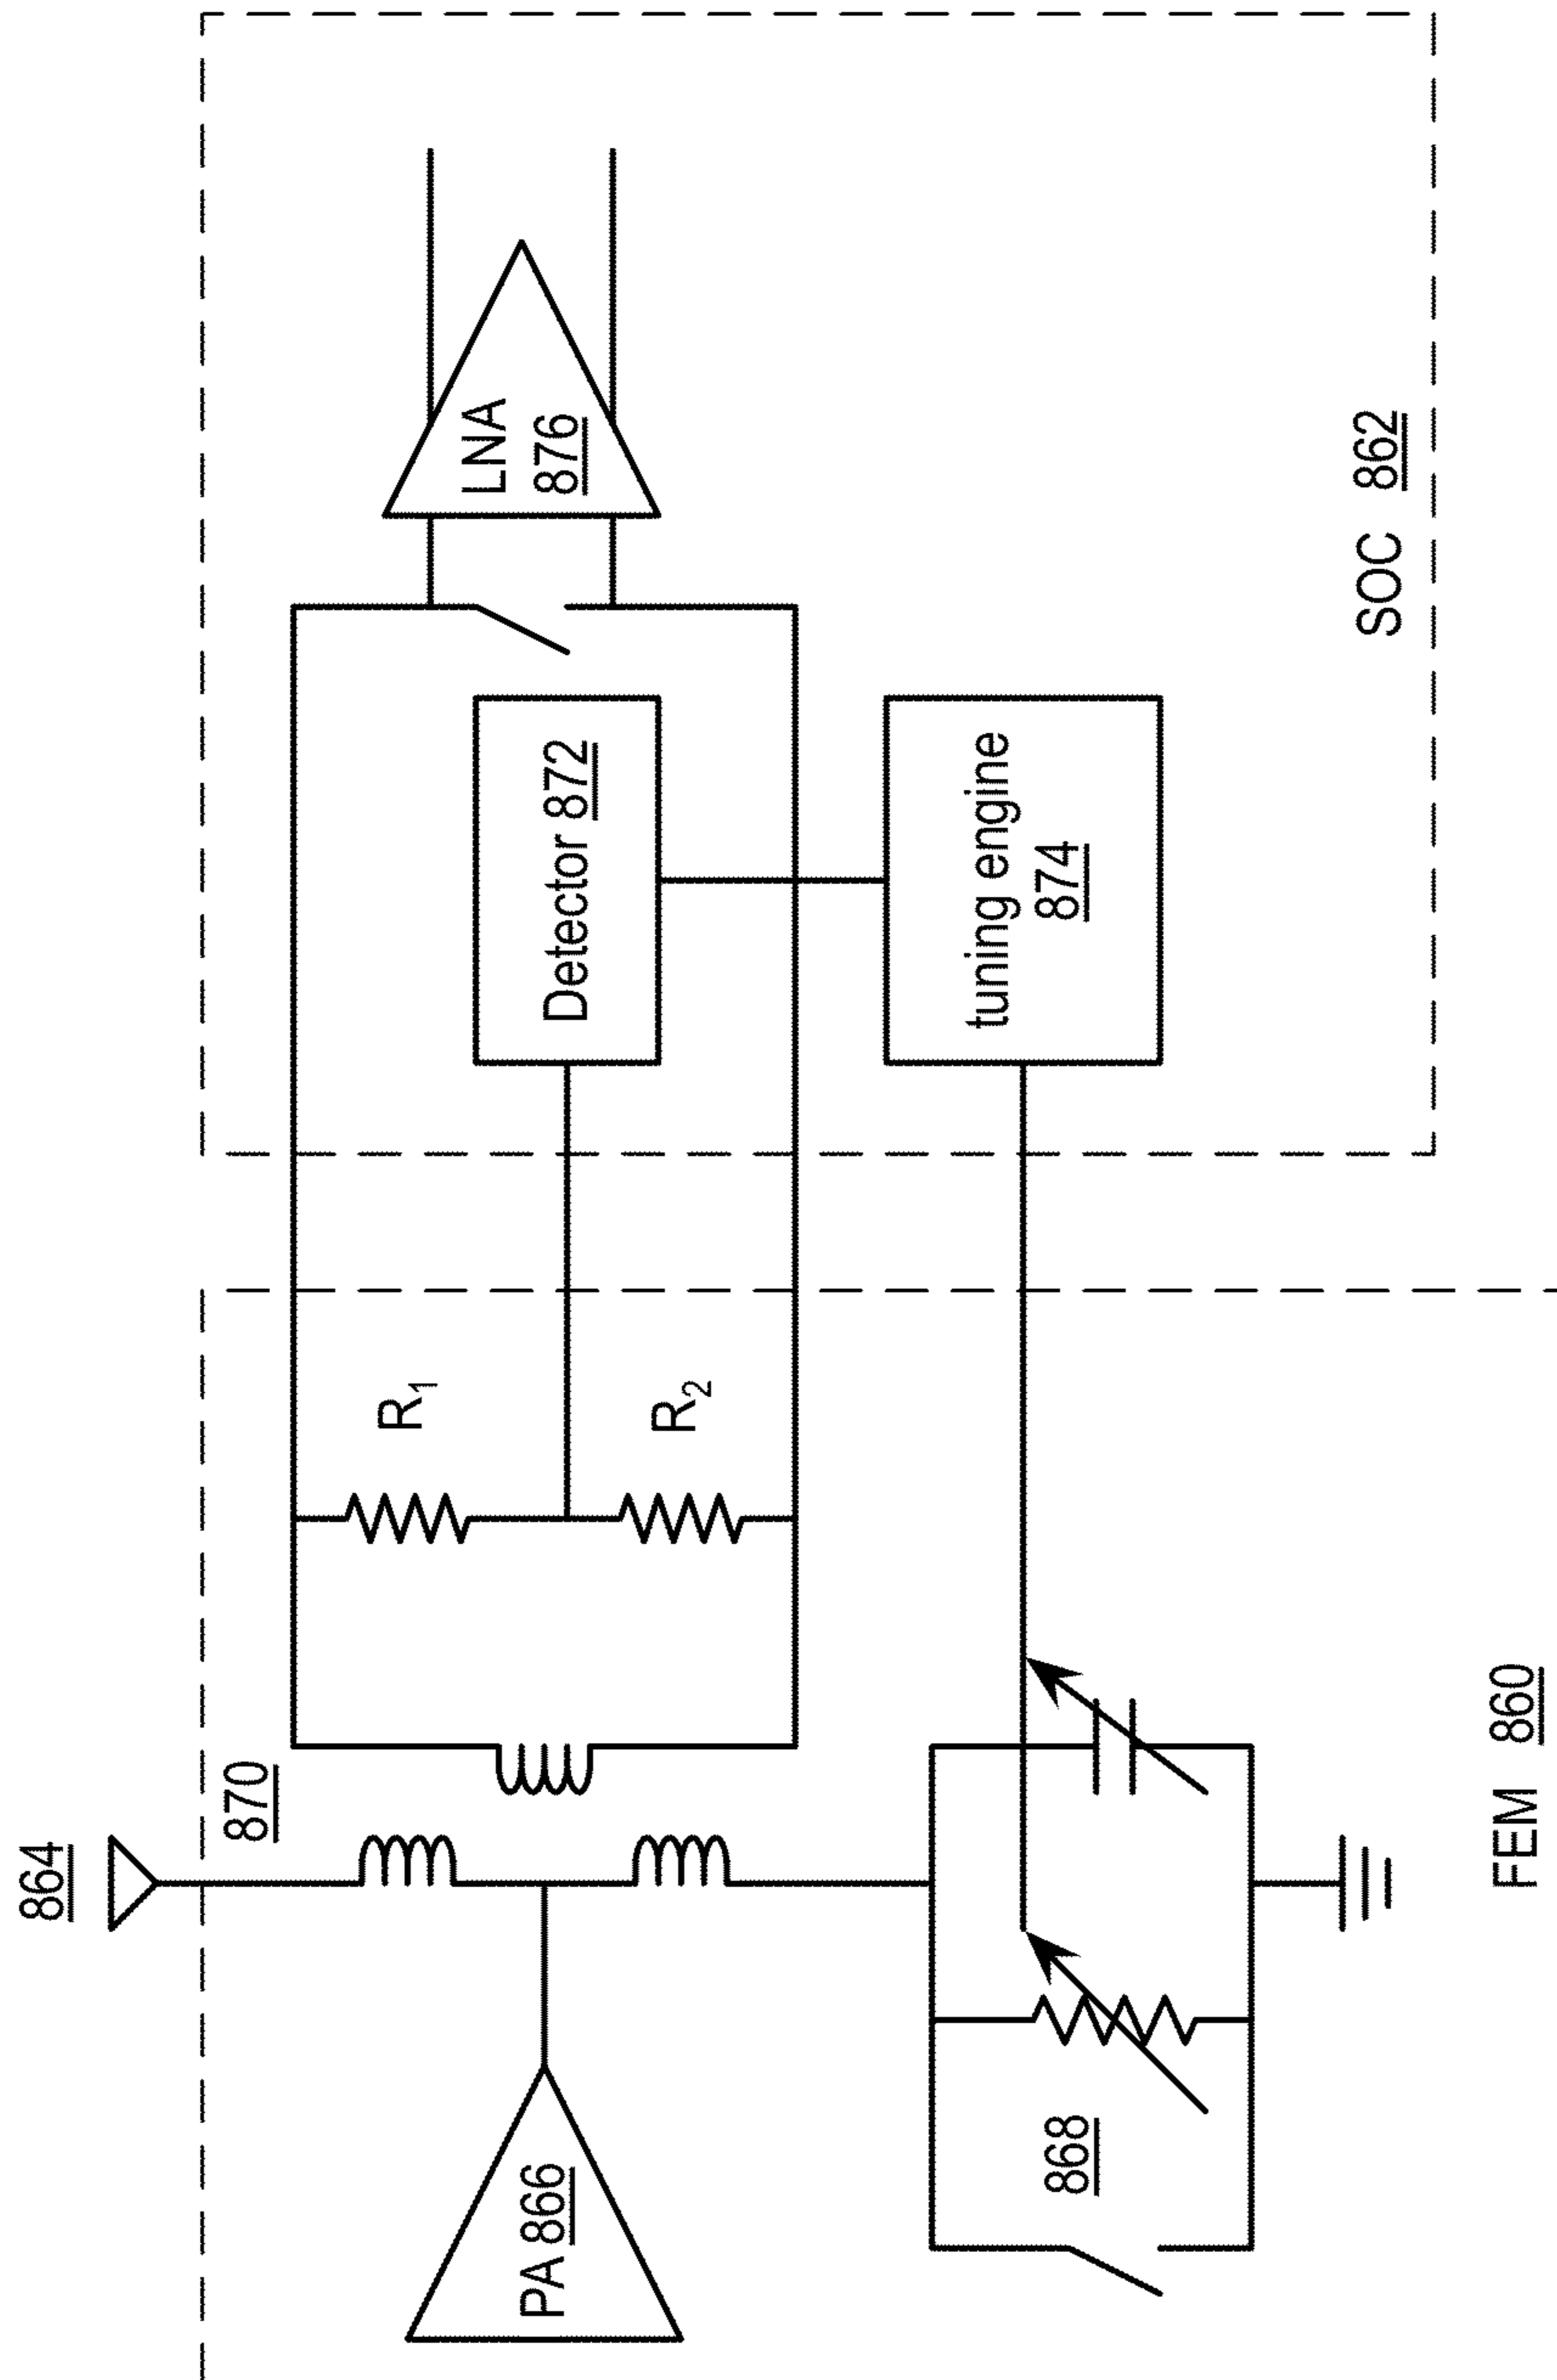 864
870
R1
R2
PA 866
868
Detector 872
LNA
876
tuning engine
874
FEM 860
SOC 862